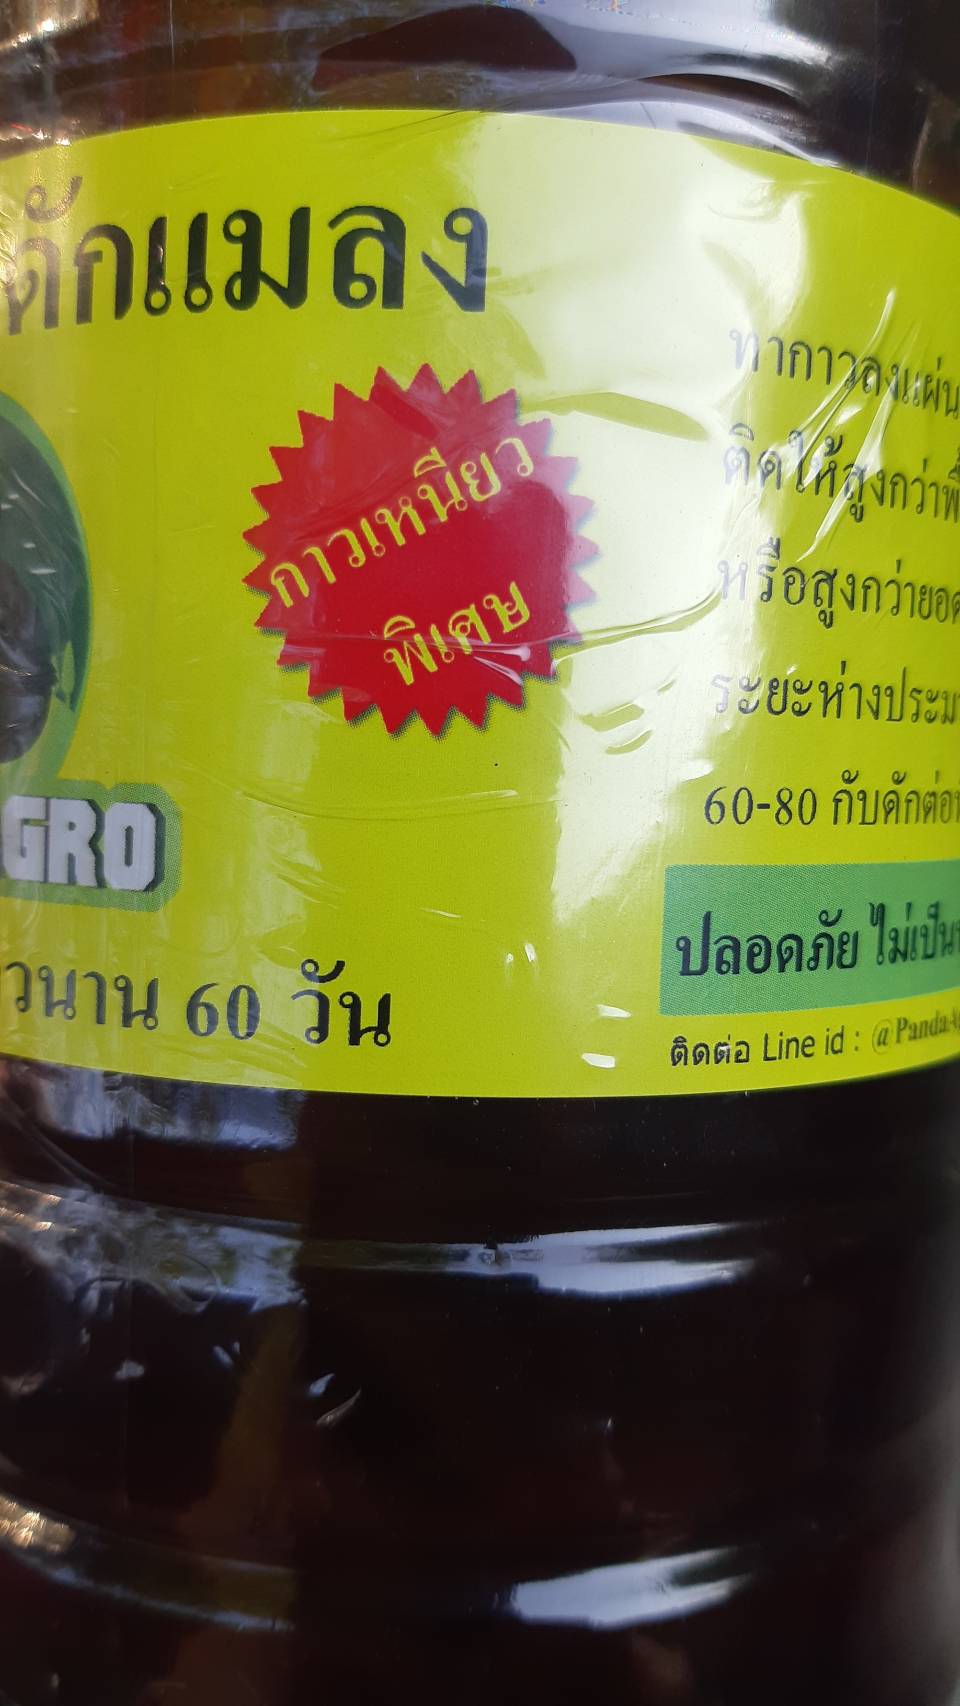 ดักแมลง
กาวเหนียว
พิเศษ
GRO
วนาน 60 วัน
ทากาวลงแผ่น
ติดให้สูงกว่าพื้
หรือสูงกว่ายอด
ระยะห่างประมา
60-80 กับดักต่อ
ปลอดภัย ไม่เป็น
ติดต่อ Line id : @PandaA